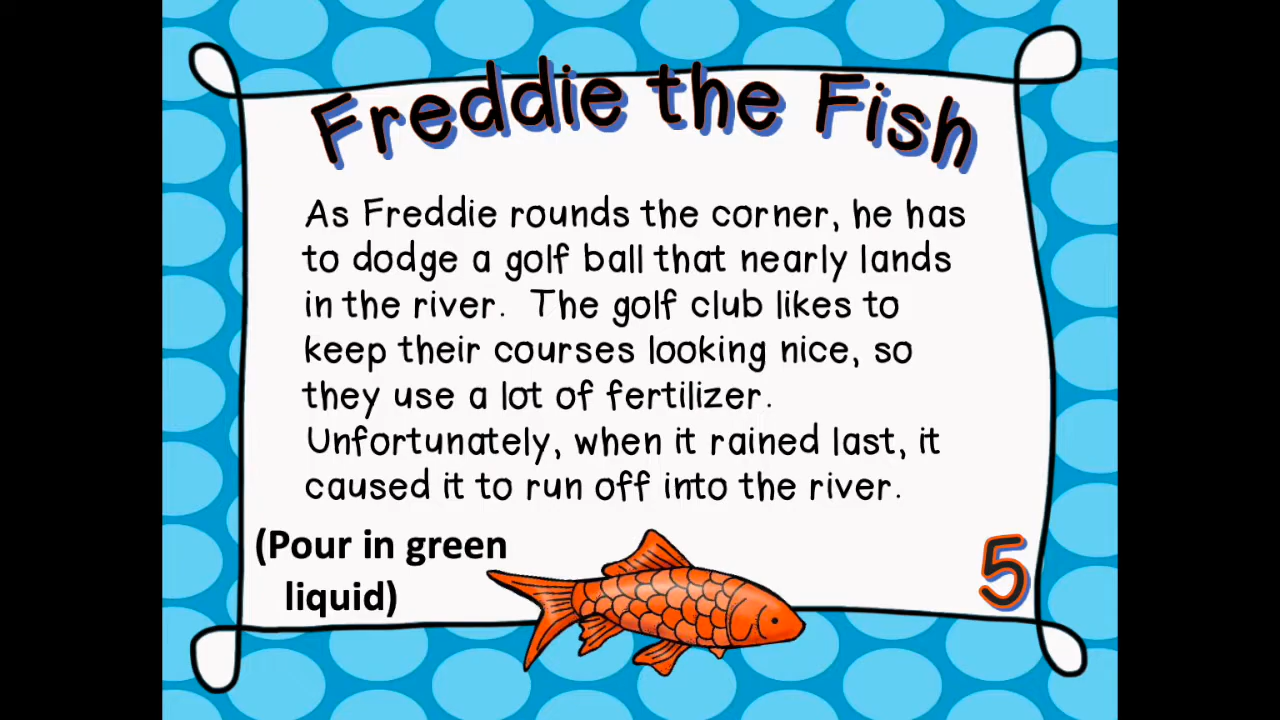 Freddie the Fish
As Freddie rounds the corner, he has
to dodge a golf ball that nearly lands
in the river. The golf club likes to
keep their courses looking nice, so
they use a lot of fertilizer.
Unfortunately, when it rained last, it
caused it to run off into the river.
(Pour in green
liquid)
5